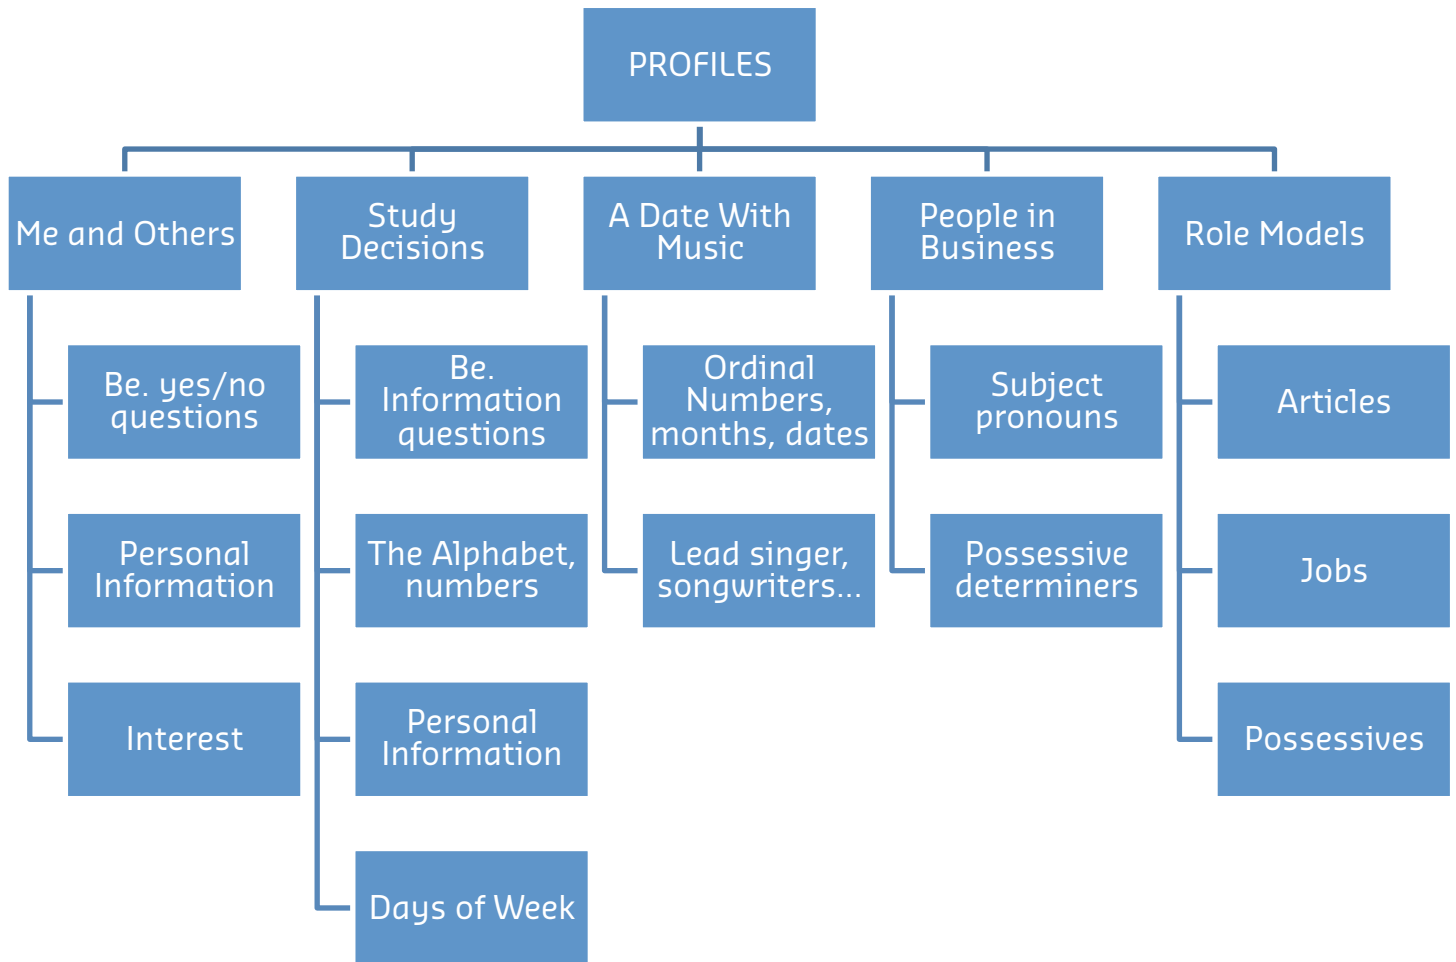 PROFILES
Me and Others
Study
Decisions
A Date With
Music
People in
Business
Role Models
Be. yes/no
questions
Personal
Information
Interest
Be.
Information
questions
The Alphabet,
numbers
Personal
Information
Days of Week
Ordinal
Numbers,
months, dates
Lead singer,
songwriters...
Subject
pronouns
Possessive
determiners
Articles
Jobs
Possessives